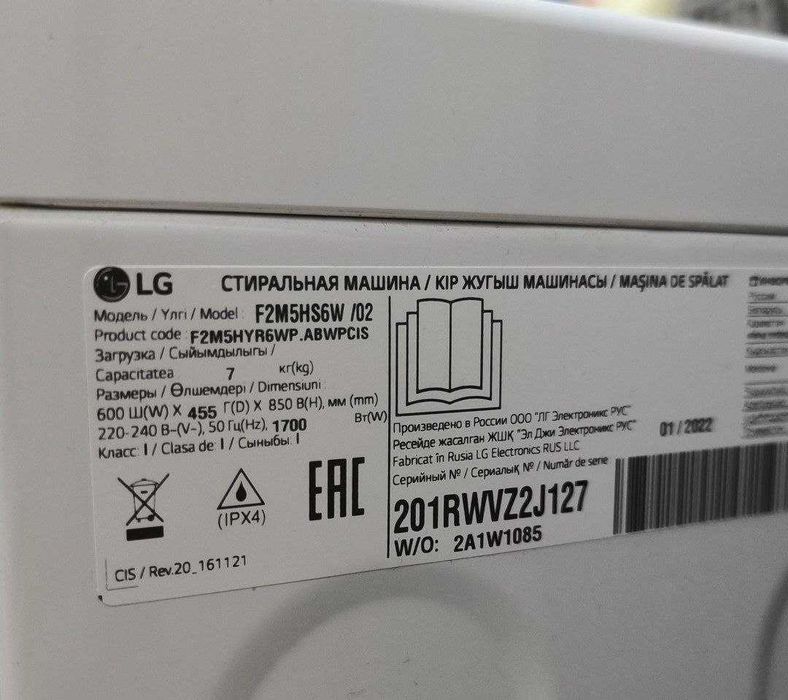 LG СТИРАЛЬНАЯ МАШИНА / КІР ЖУГЫШ МАШИНАСЫ / MAŞINA DE SPĂLAT
Модель / Үлгі / Model : F2M5HS6W /02
Product code : F2M5HYR6WP.ABWPCIS
Загрузка / Сыйымдылыгы /
Capacitatea 7 кг(kg)
Размеры / Өлшемдері / Dimensiuni
600 Ш(W) X 455 Г(D) X 850 В(H), мм (mm)
220-240 В~(V~), 50 Гц(Hz), 1700 Вт(W)
Класс: I / Clasa de I / Сыныбы: I
(IPX4)
EAC
CIS / Rev.20_161121
Произведено в России ООО "ЛГ Электроникс РУС"
Ресейде жасалған ЖШҚ "Эл Джи Электроникс РУС"
Fabricat în Rusia LG Electronics RUS LLC
01 / 2022
Серийный № / Сериалық № / Număr de serie
201RWVZ2J127
W/O: 2A1W1085